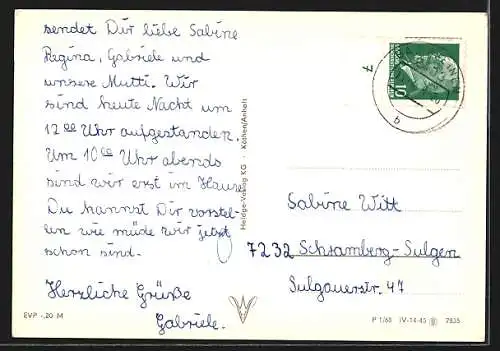 sendet Dir liebe Sabine
Regina, Gabriele und
unsere Mutti. Wir
sind heute Nacht um
12 00 Uhr aufgestanden.
Um 10 00 Uhr abends
sind wir erst im Hause
Du kannst Dir vorstel-
len wie müde wir jetzt
schon sind.
Herzliche Grüße
Gabriele.
EVP -,20 M
Heldge-Verlag KG · Köthen/Anhalt
10
b
Sabine Witt
7232 Schramberg-Sulgen
Sulgauerstr. 47
P 1/68 IV-14-45 7835